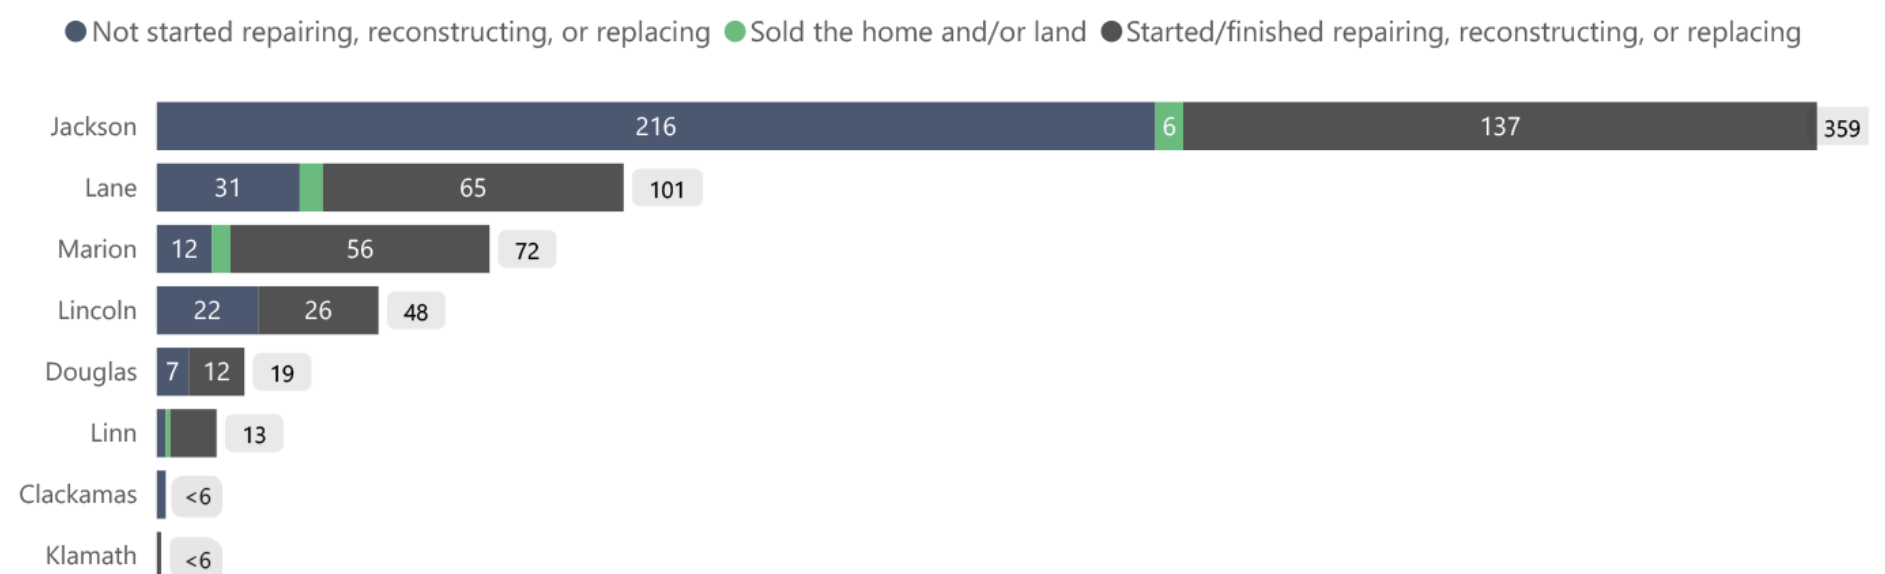 Not started repairing, reconstructing, or replacing Sold the home and/or land Started/finished repairing, reconstructing, or replacing
Jackson 216 6 137 359
Lane 31 65 101
Marion 12 56 72
Lincoln 22 26 48
Douglas 7 12 19
Linn 13
Clackamas <6
Klamath <6